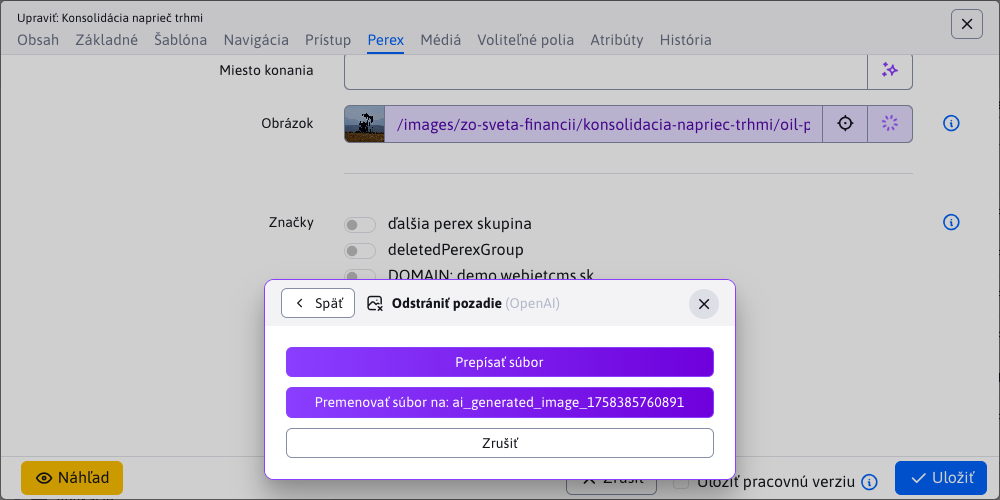 Upraviť: Konsolidácia naprieč trhmi
Obsah Základné Šablóna Navigácia Prístup Perex Médiá Voliteľné polia Atribúty História
Miesto konania
Obrázok /images/zo-sveta-financii/konsolidacia-napriec-trhmi/oil-p
Značky ďalšia perex skupina
deletedPerexGroup
DOMAIN: demo.webjetcms.sk
Späť Odstrániť pozadie (OpenAI)
Prepísať súbor
Premenovať súbor na: ai_generated_image_1758385760891
Zrušiť
Náhľad Zrušiť Uložiť pracovnú verziu Uložiť